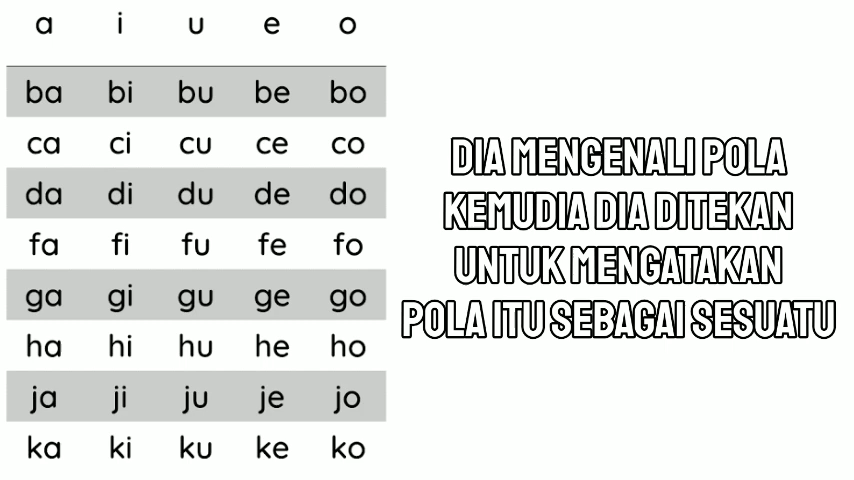 a i u e o
ba bi bu be bo
ca ci cu ce co
da di du de do
fa fi fu fe fo
ga gi gu ge go
ha hi hu he ho
ja ji ju je jo
ka ki ku ke ko
DIA MENGENALI POLA
KEMUDIA DIA DITEKAN
UNTUK MENGATAKAN
POLA ITU SEBAGAI SESUATU